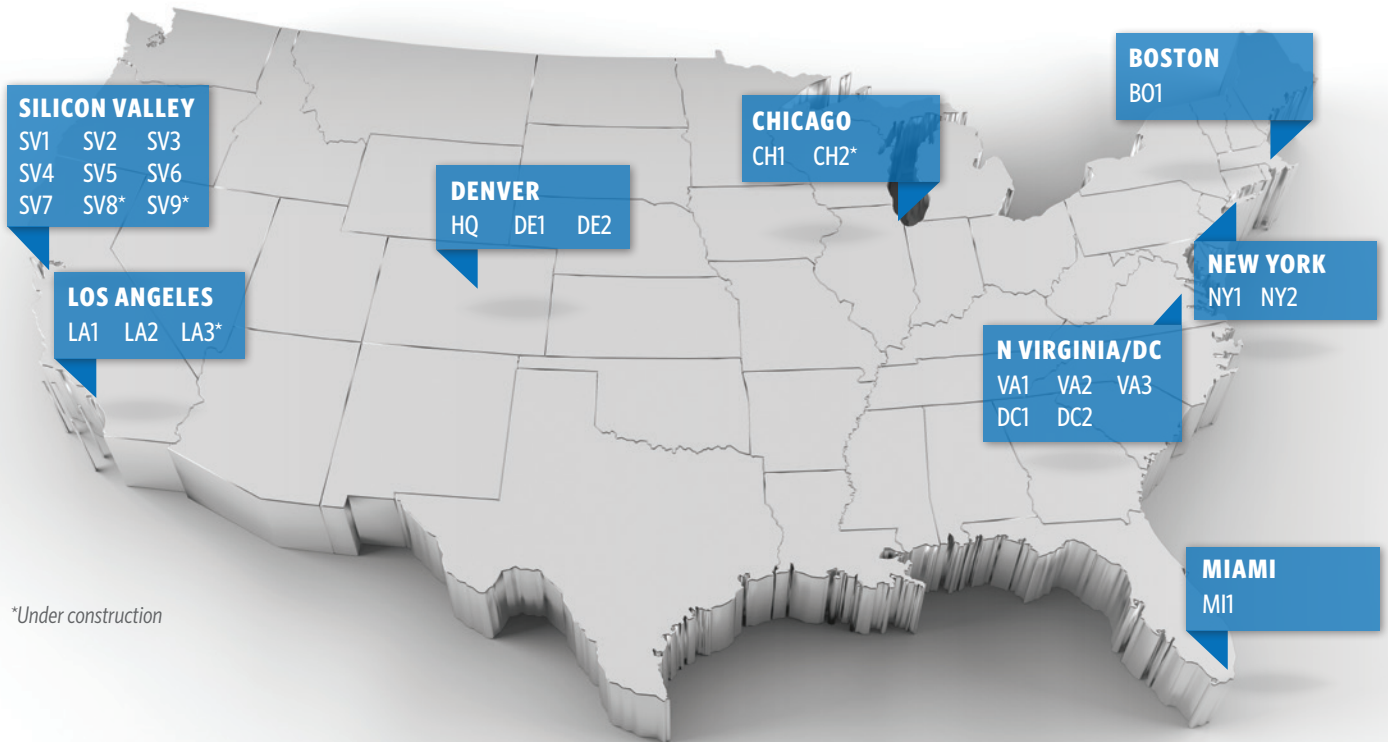 SILICON VALLEY
SV1 SV2 SV3
SV4 SV5 SV6
SV7 SV8* SV9*
LOS ANGELES
LA1 LA2 LA3*
DENVER
HQ DE1 DE2
CHICAGO
CH1 CH2*
BOSTON
BO1
NEW YORK
NY1 NY2
N VIRGINIA/DC
VA1 VA2 VA3
DC1 DC2
MIAMI
MI1
*Under construction